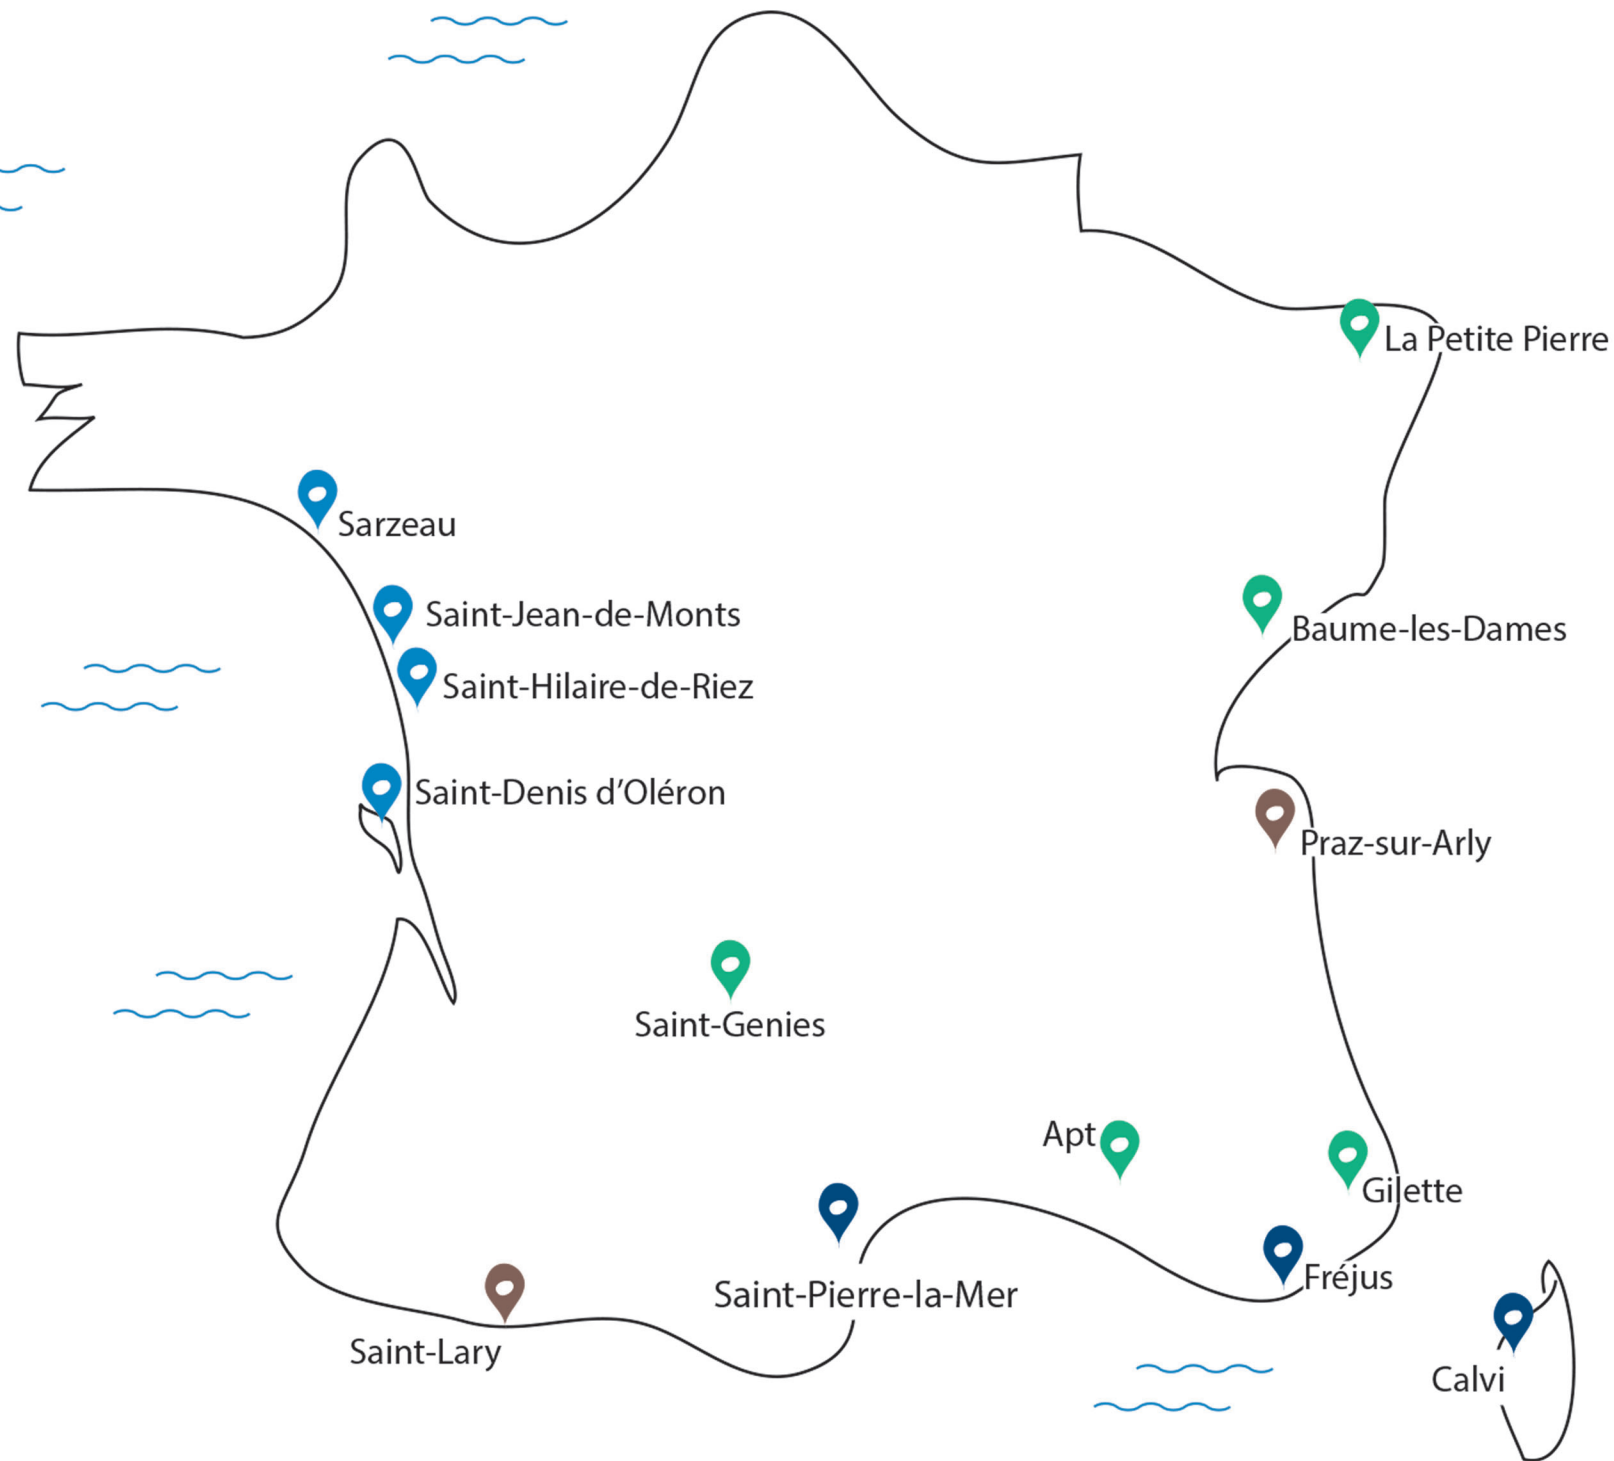 La Petite Pierre
Sarzeau
Saint-Jean-de-Monts
Baume-les-Dames
Saint-Hilaire-de-Riez
Saint-Denis d’Oléron
Praz-sur-Arly
Saint-Genies
Apt
Gilette
Fréjus
Saint-Pierre-la-Mer
Saint-Lary
Calvi